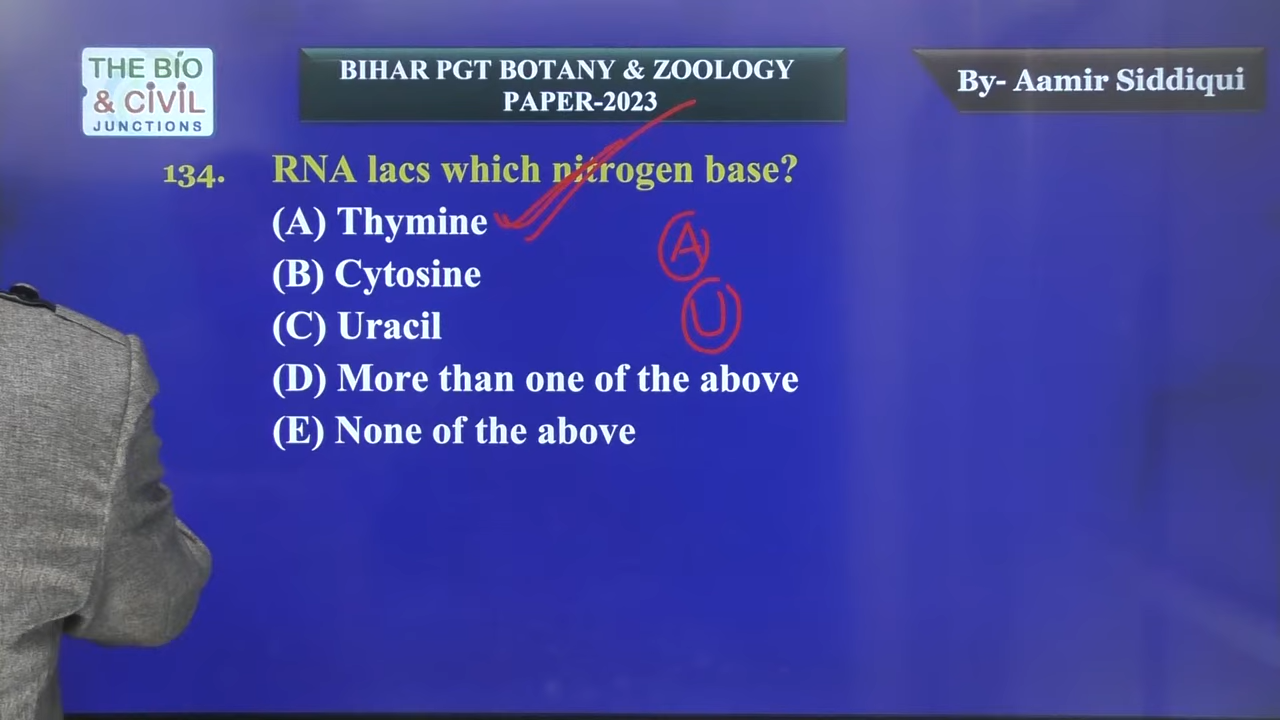 THE BIO
& CIVIL
JUNCTIONS
BIHAR PGT BOTANY & ZOOLOGY
PAPER-2023
By- Aamir Siddiqui
134. RNA lacs which nitrogen base?
(A) Thymine
(B) Cytosine
(C) Uracil
(D) More than one of the above
(E) None of the above
A
U